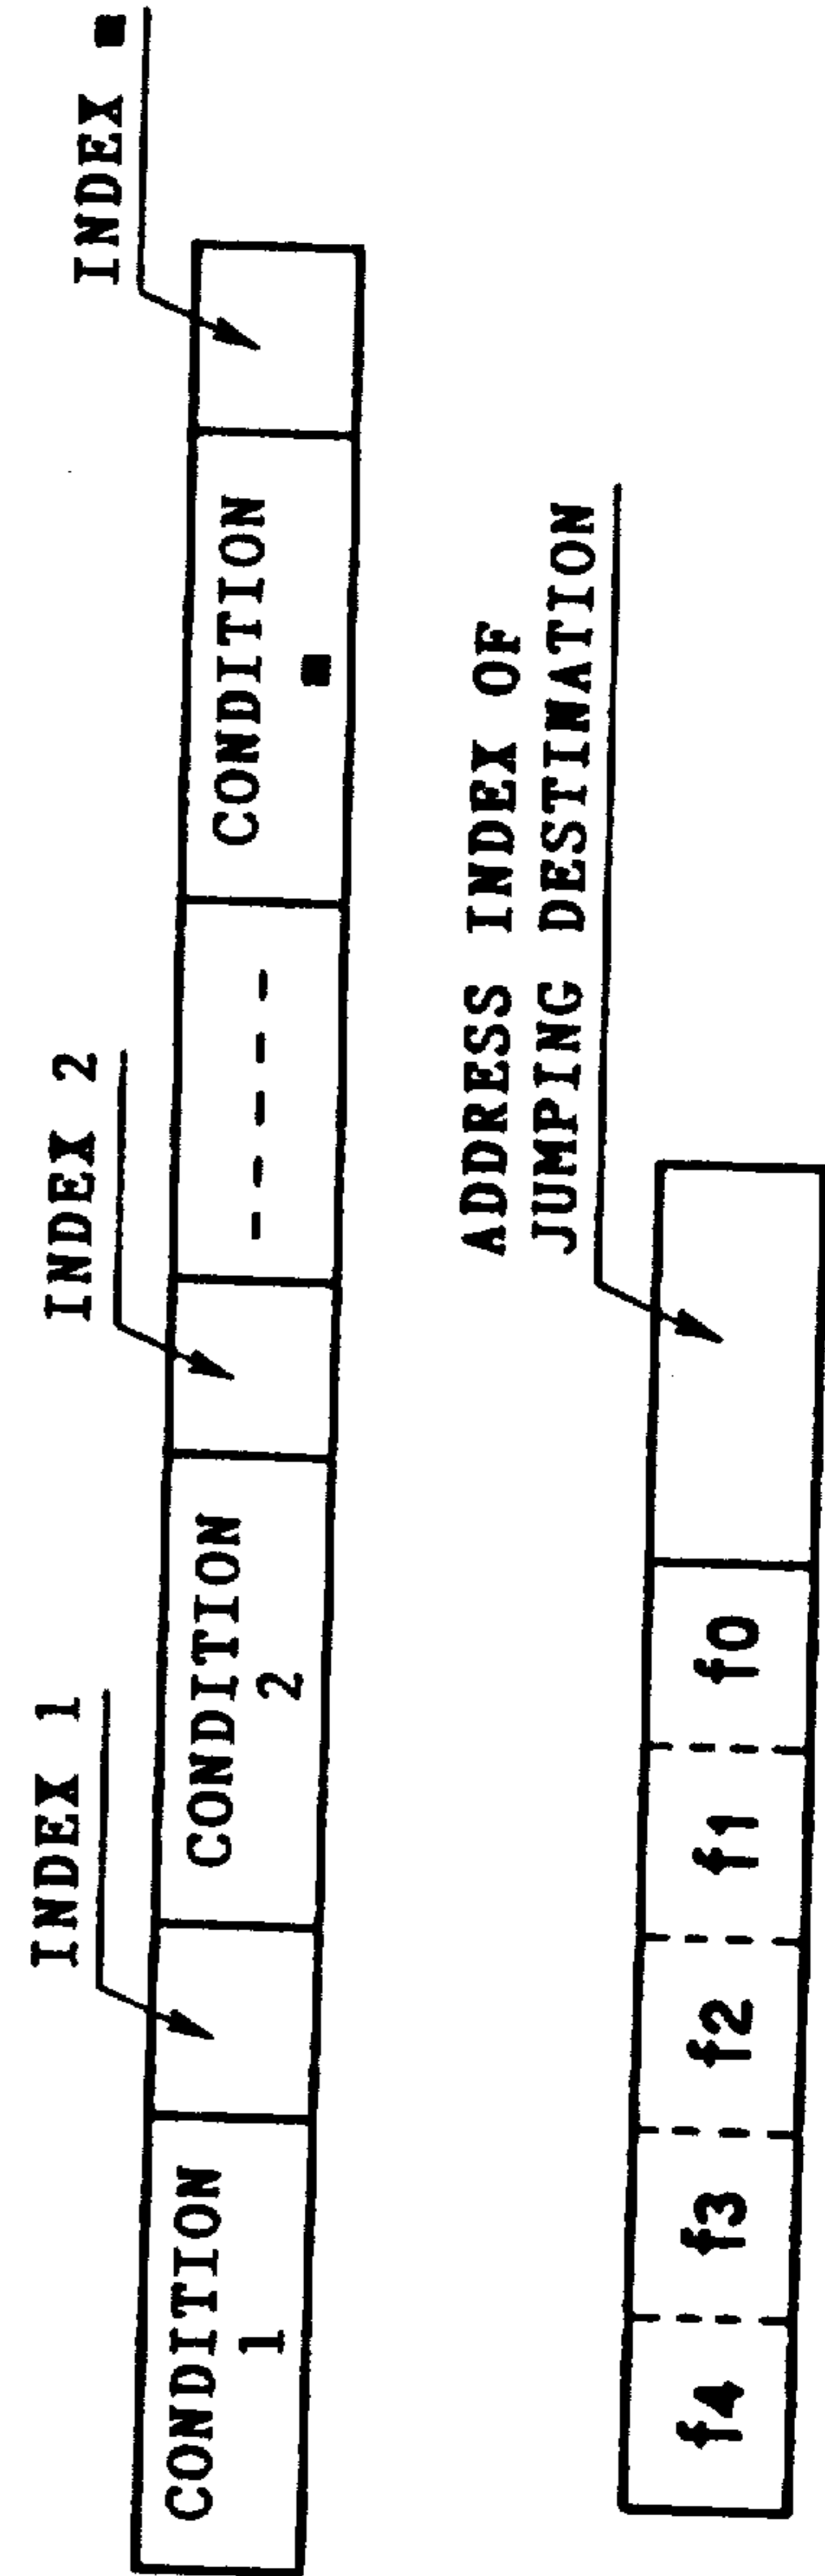 INDEX 1
INDEX 2
INDEX
CONDITION
1
CONDITION
2
-----
CONDITION
ADDRESS INDEX OF
JUMPING DESTINATION
f4 f3 f2 f1 f0